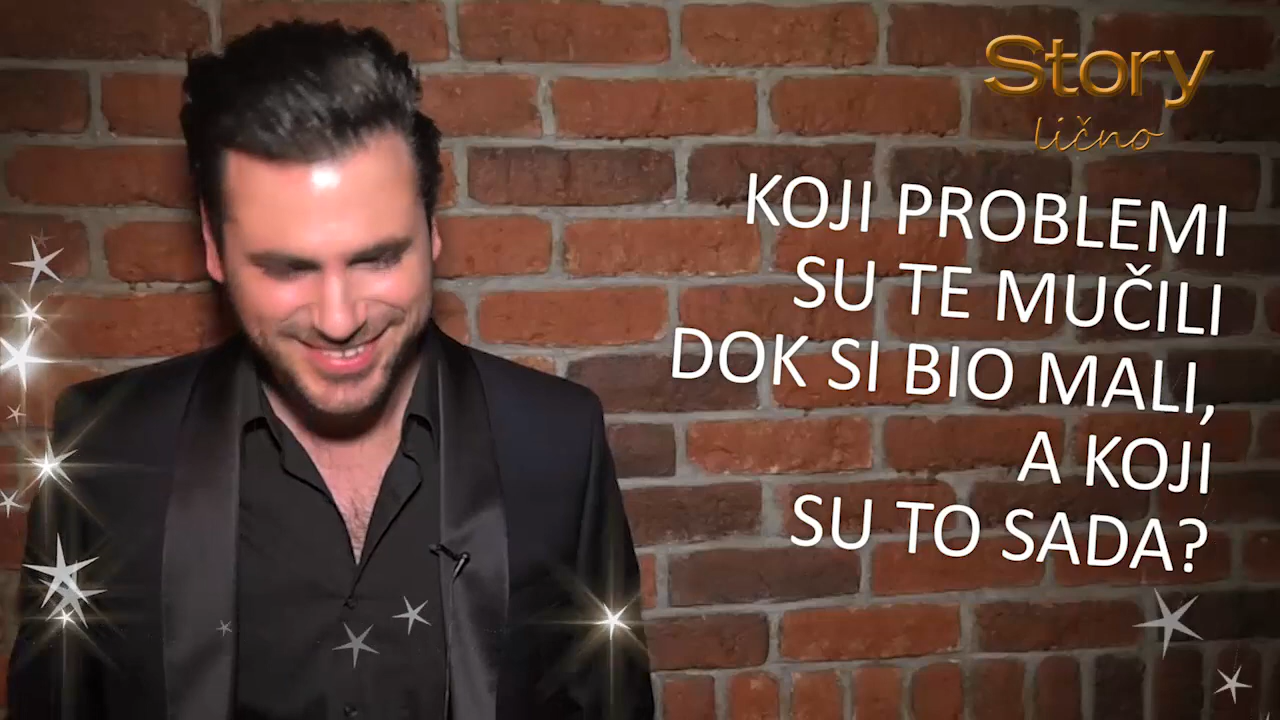 Story
lično
KOJI PROBLEMI
SU TE MUČILI
DOK SI BIO MALI,
A KOJI
SU TO SADA?